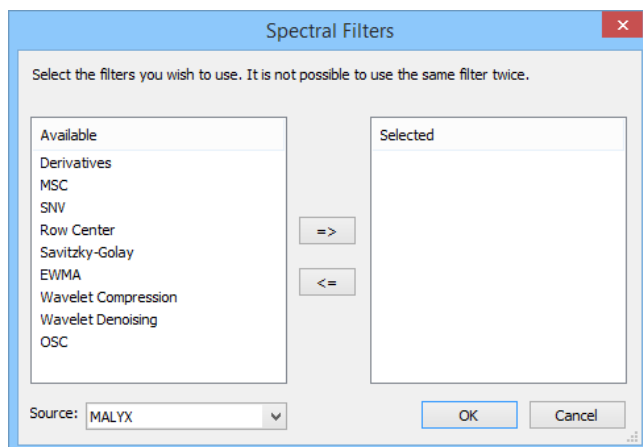 Spectral Filters
Select the filters you wish to use. It is not possible to use the same filter twice.
Available
Derivatives
MSC
SNV
Row Center
Savitzky-Golay
EWMA
Wavelet Compression
Wavelet Denoising
OSC
=>
<=
Selected
Source: MALYX
OK Cancel